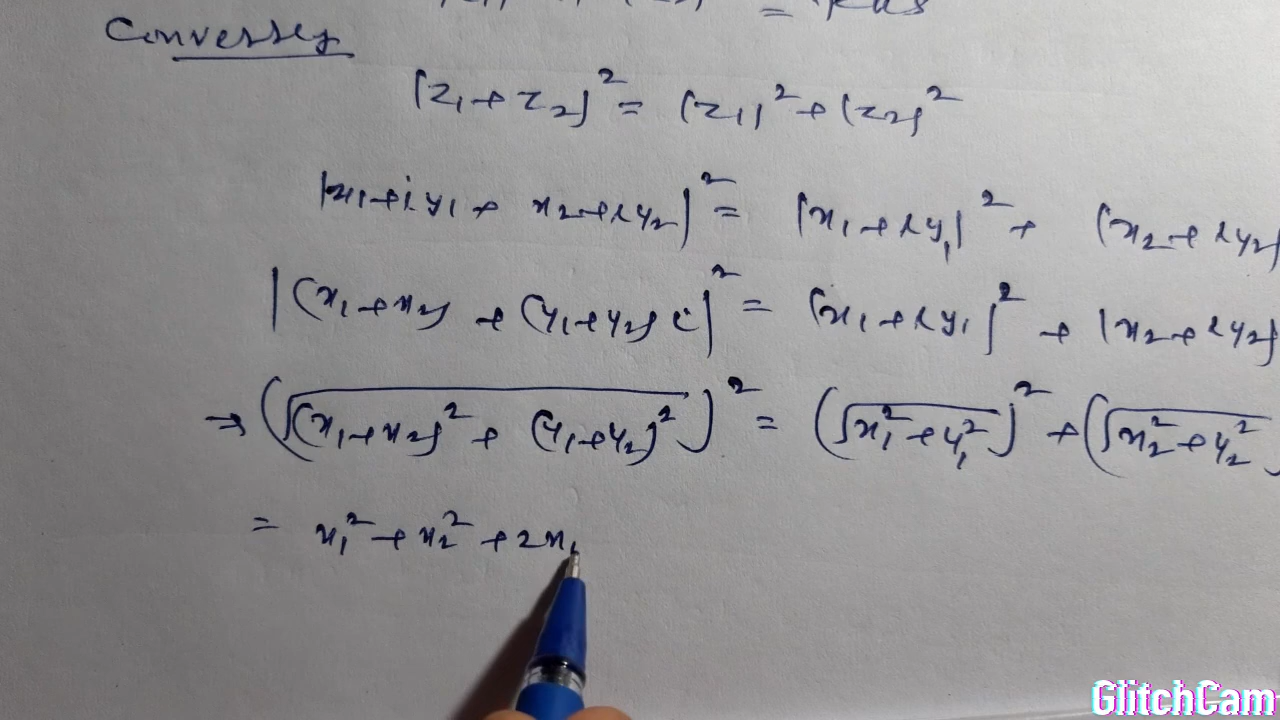 = RHS
Conversely
|z₁+z₂|² = |z₁|²+|z₂|²
|x₁+iy₁+ x₂+iy₂|² = |x₁+iy₁|² + |x₂+iy₂|
|(x₁+x₂) + (y₁+y₂) i|² = |x₁+iy₁|² + |x₂+iy₂|
→ (√(x₁+x₂)² + (y₁+y₂)²)² = (√x₁²+y₁²)² + (√x₂²+y₂²)
= x₁²+x₂²+2x₁
GlitchCam